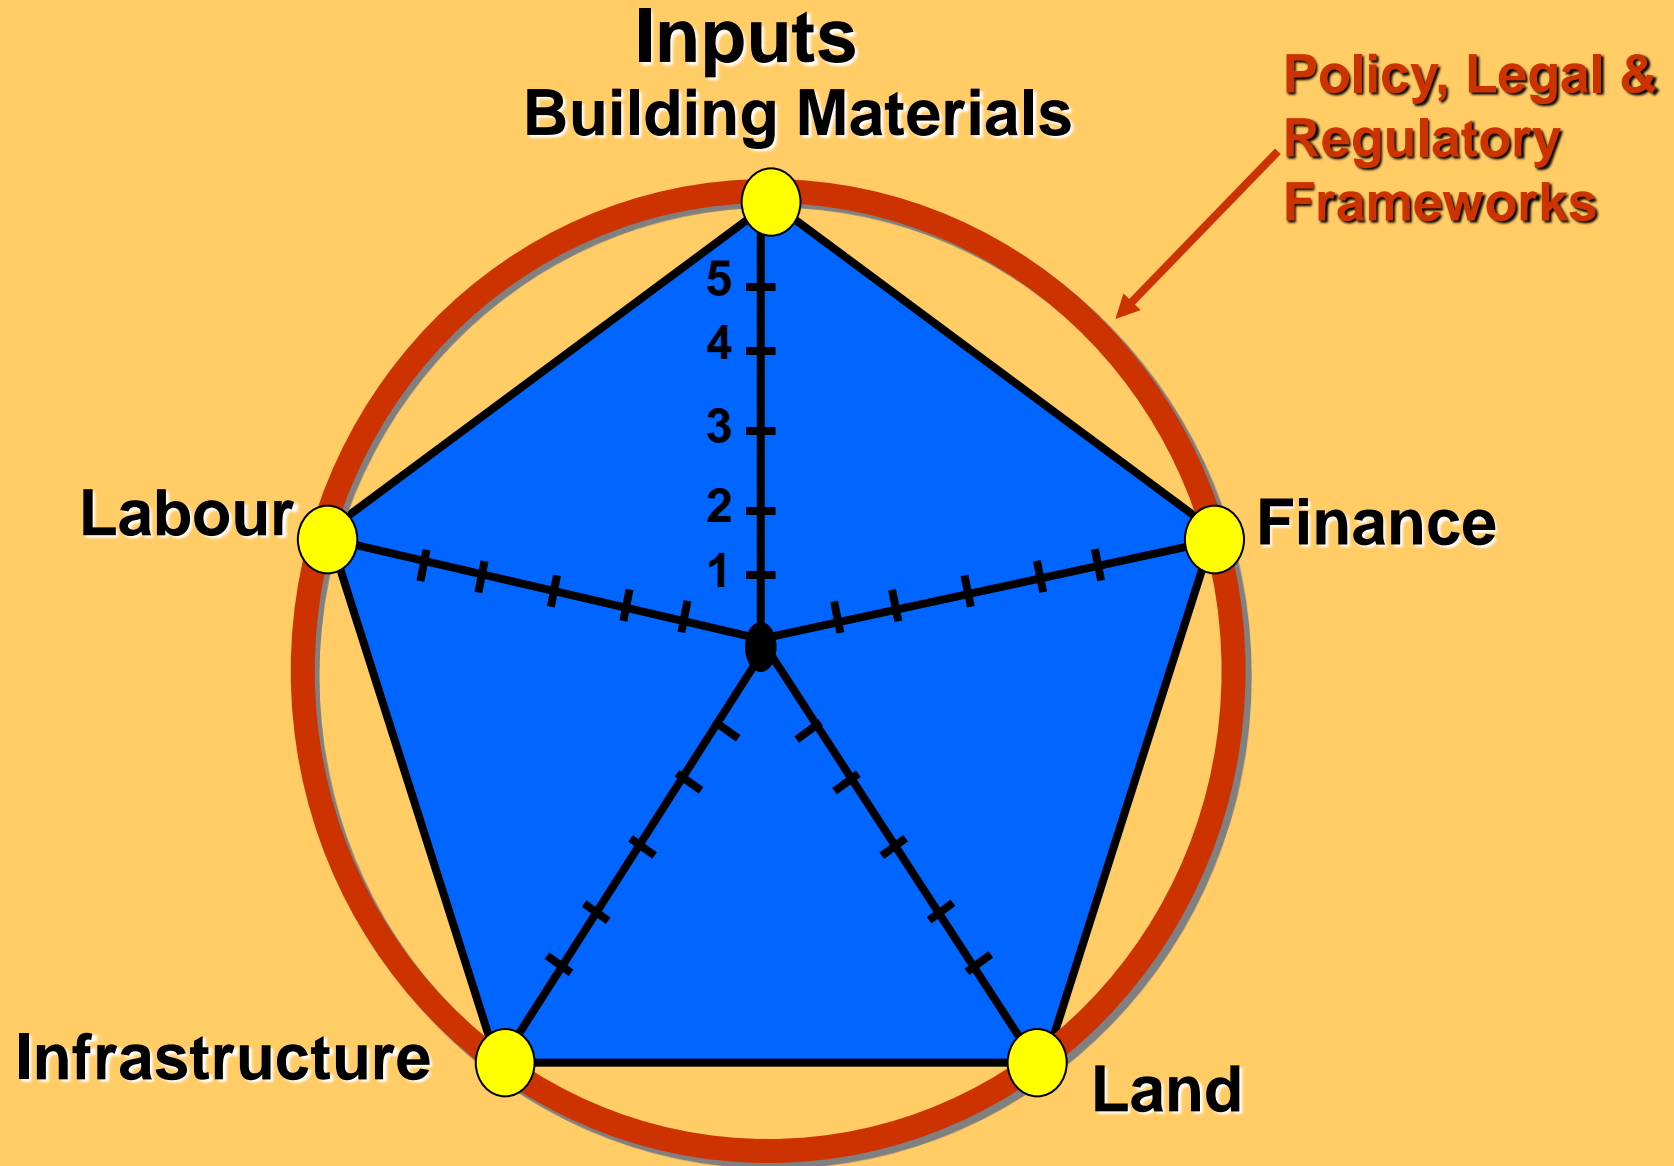 Inputs
Building Materials
Policy, Legal &
Regulatory
Frameworks
5
4
3
2
1
Labour
Finance
Infrastructure
Land